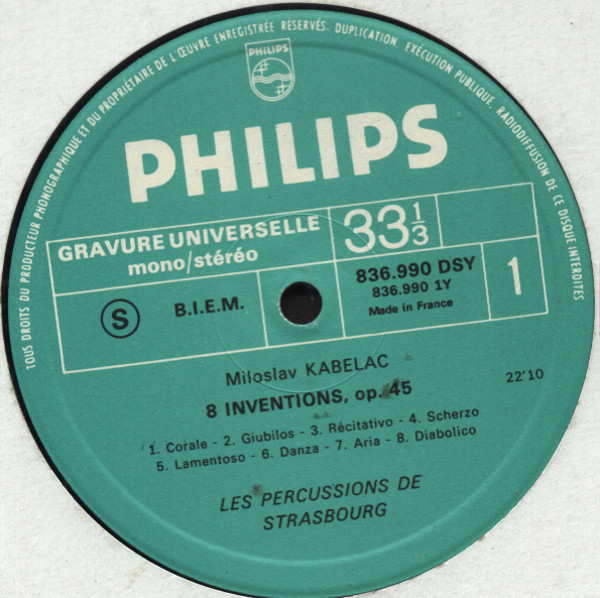 TOUS DROITS DU PRODUCTEUR PHONOGRAPHIQUE ET DU PROPRIÉTAIRE DE L'ŒUVRE ENREGISTRÉE RÉSERVÉS. DUPLICATION, EXÉCUTION PUBLIQUE, RADIODIFFUSION DE CE DISQUE INTERDITES
PHILIPS
PHILIPS
GRAVURE UNIVERSELLE
mono/stéréo
33 1/3
S
B.I.E.M.
836.990 DSY
836.990 1Y
Made in France
1
Miloslav KABELAC
8 INVENTIONS, op. 45
22'10
1. Corale - 2. Giubilos - 3. Récitativo - 4. Scherzo
5. Lamentoso - 6. Danza - 7. Aria - 8. Diabolico
LES PERCUSSIONS DE
STRASBOURG